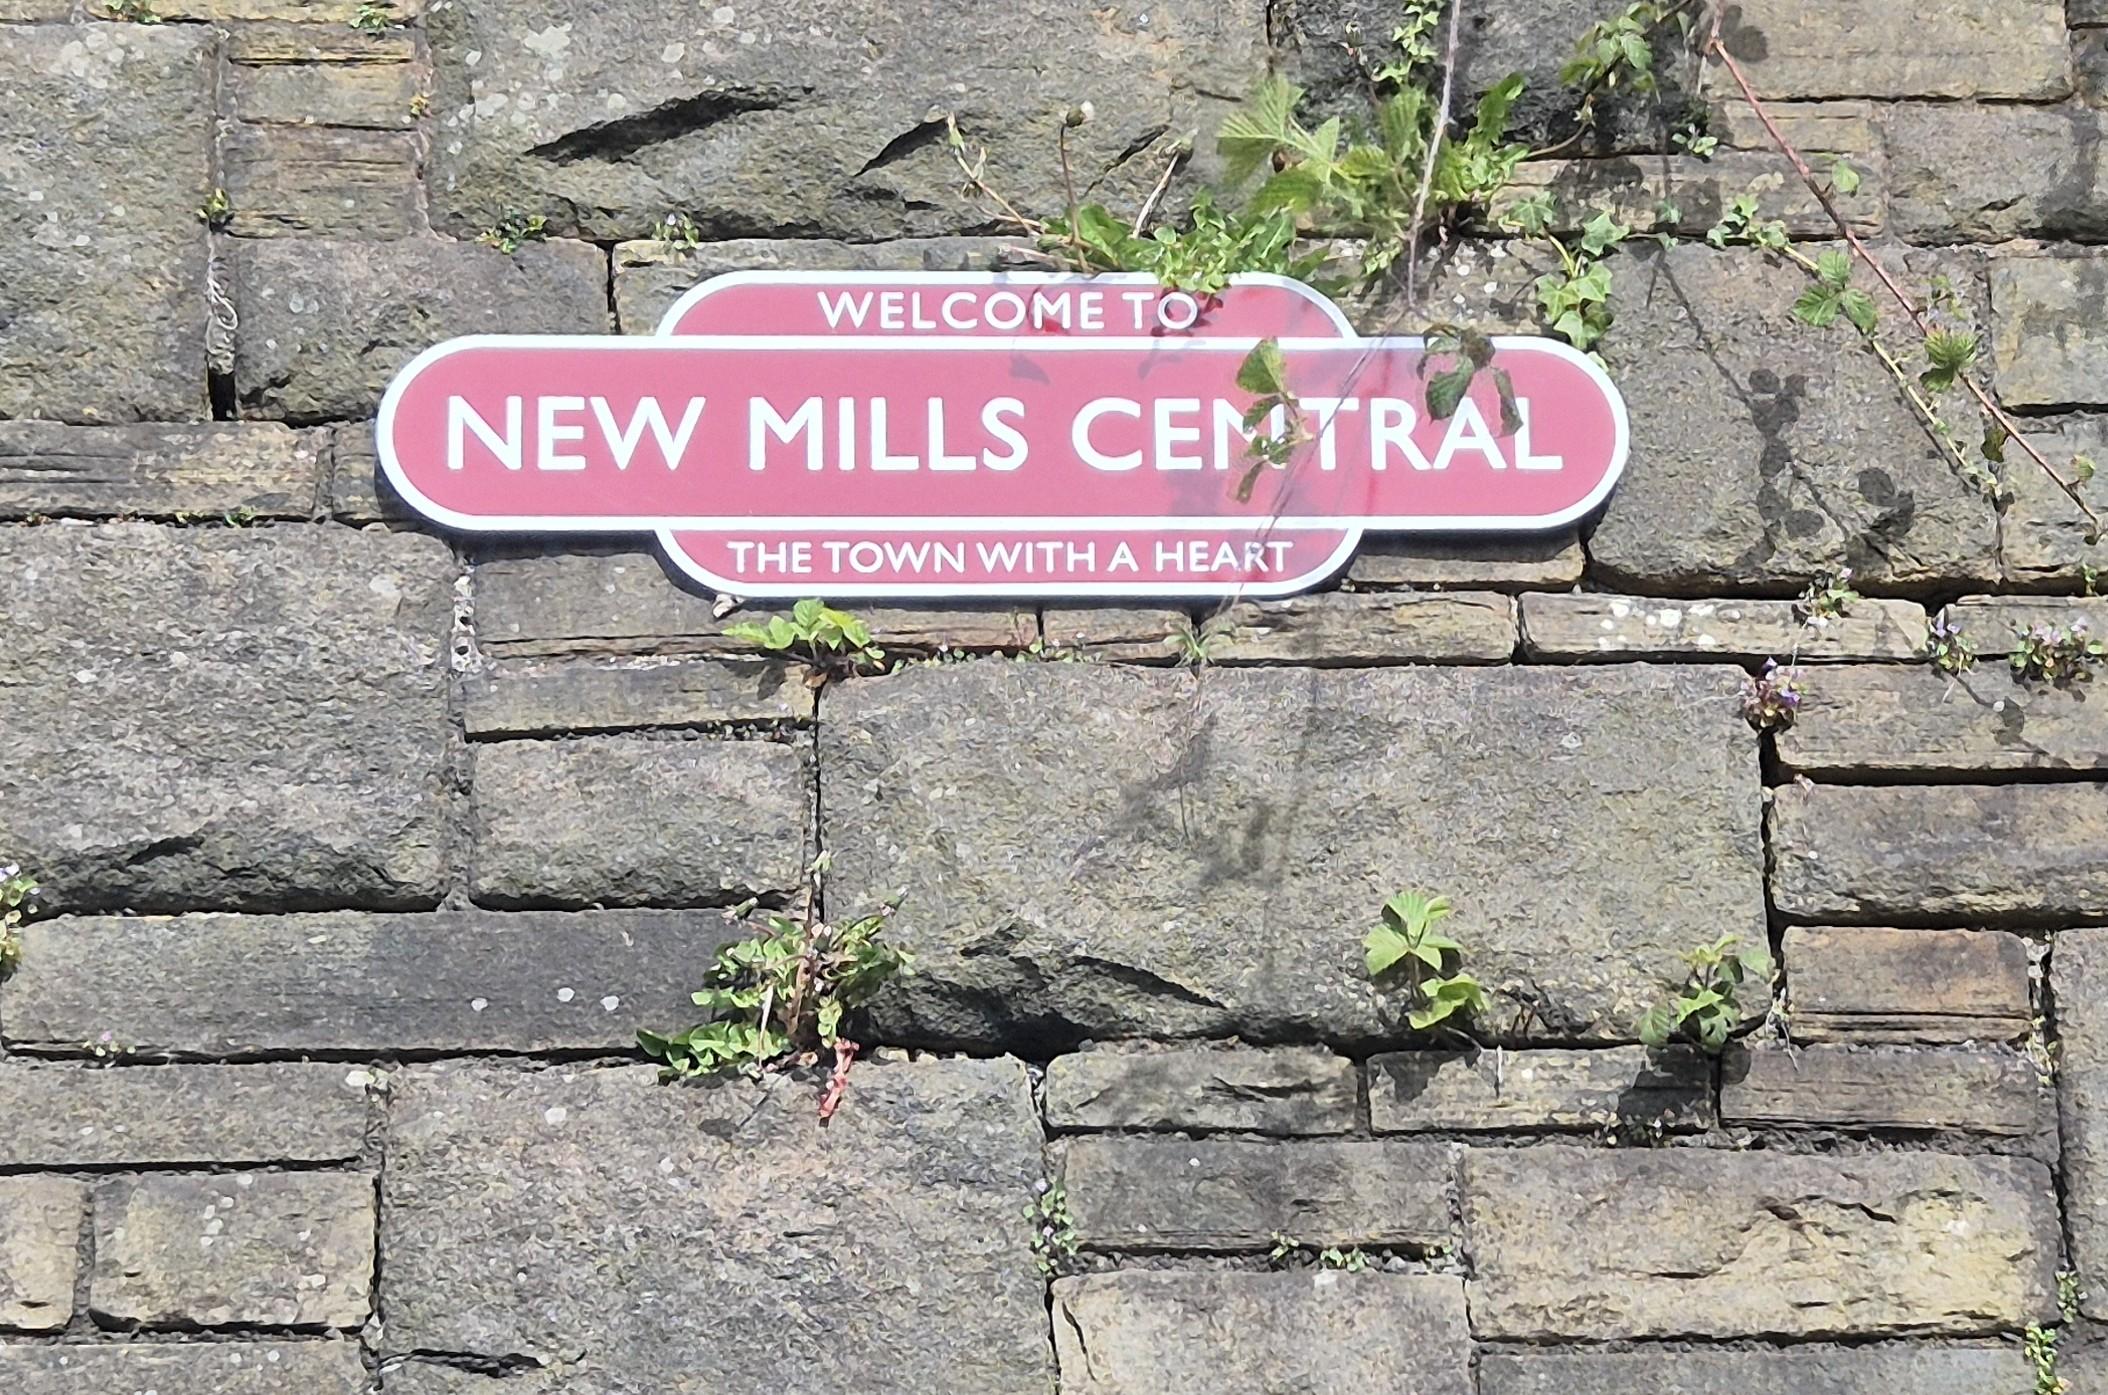 WELCOME TO
NEW MILLS CENTRAL
THE TOWN WITH A HEART